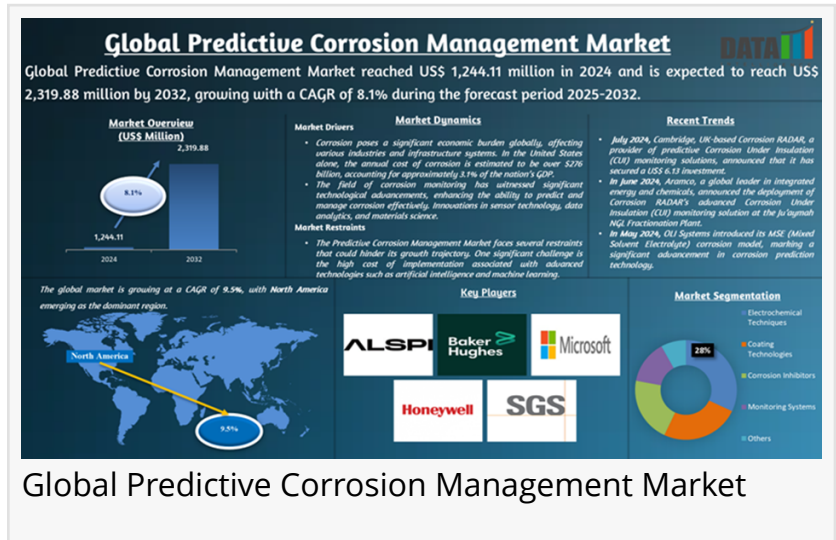 Global Predictive Corrosion Management Market
DATA
Global Predictive Corrosion Management Market reached US$ 1,244.11 million in 2024 and is expected to reach US$
2,319.88 million by 2032, growing with a CAGR of 8.1% during the forecast period 2025-2032.
Market Overview
(US$ Million)
2,319.88
8.1%
1,244.11
2024
2032
Market Dynamics
Market Drivers
• Corrosion poses a significant economic burden globally, affecting
various industries and infrastructure systems. In the United States
alone, the annual cost of corrosion is estimated to be over $276
billion, accounting for approximately 3.1% of the nation's GDP.
• The field of corrosion monitoring has witnessed significant
technological advancements, enhancing the ability to predict and
manage corrosion effectively. Innovations in sensor technology, data
analytics, and materials science.
Market Restraints
• The Predictive Corrosion Management Market faces several restraints
that could hinder its growth trajectory. One significant challenge is
the high cost of implementation associated with advanced
technologies such as artificial intelligence and machine learning.
Recent Trends
• July 2024, Cambridge, UK-based Corrosion RADAR, a
provider of predictive Corrosion Under Insulation
(CUI) monitoring solutions, announced that it has
secured a US$ 6.13 investment.
• In June 2024, Aramco, a global leader in integrated
energy and chemicals, announced the deployment of
Corrosion RADAR's advanced Corrosion Under
Insulation (CUI) monitoring solution at the Ju'aymah
NGL Fractionation Plant.
• In May 2024, OLI Systems introduced its MSE (Mixed
Solvent Electrolyte) corrosion model, marking a
significant advancement in corrosion prediction
technology.
The global market is growing at a CAGR of 9.5%, with North America
emerging as the dominant region.
North America
9.5%
Key Players
ALSPI
Baker
Hughes
Microsoft
Honeywell
SGS
Market Segmentation
28%
Electrochemical
Techniques
Coating
Technologies
Corrosion Inhibitors
Monitoring Systems
Others
Global Predictive Corrosion Management Market